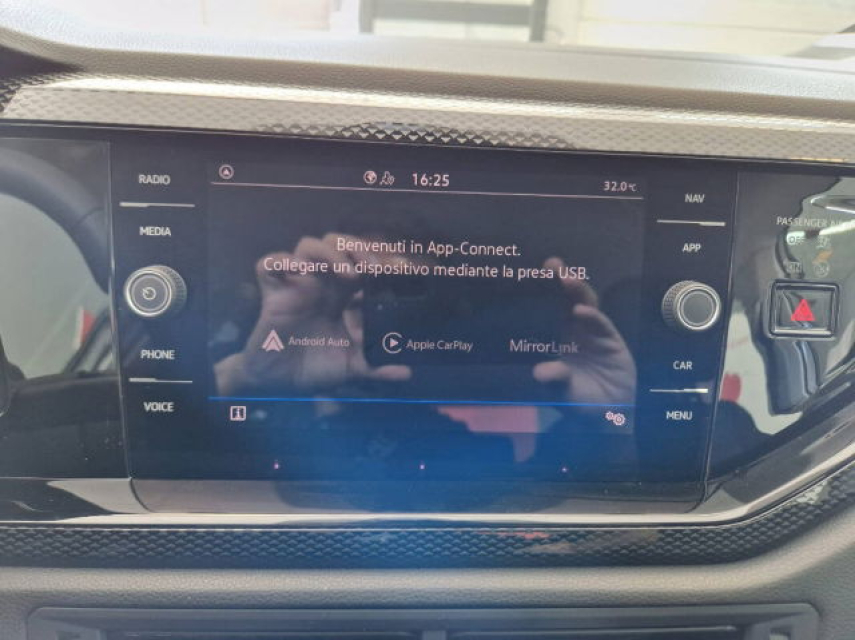 RADIO
MEDIA
PHONE
VOICE
16:25
32.0°C
Benvenuti in App-Connect.
Collegare un dispositivo mediante la presa USB.
Android Auto
Apple CarPlay
MirrorLink
i
NAV
APP
CAR
MENU
PASSENGER